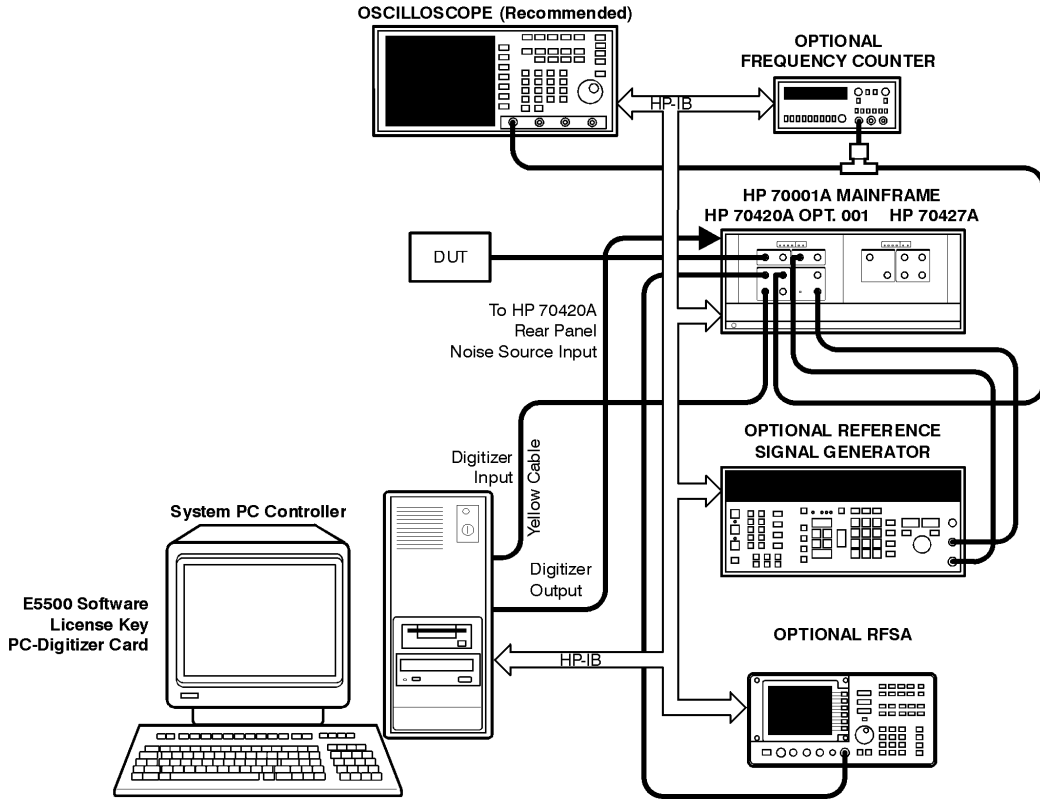 OSCILLOSCOPE (Recommended)
OPTIONAL
FREQUENCY COUNTER
HP-IB
HP 70001A MAINFRAME
HP 70420A OPT. 001 HP 70427A
DUT
To HP 70420A
Rear Panel
Noise Source Input
OPTIONAL REFERENCE
SIGNAL GENERATOR
Digitizer
Input
Yellow Cable
System PC Controller
Digitizer
Output
E5500 Software
License Key
PC-Digitizer Card
HP-IB
OPTIONAL RFSA